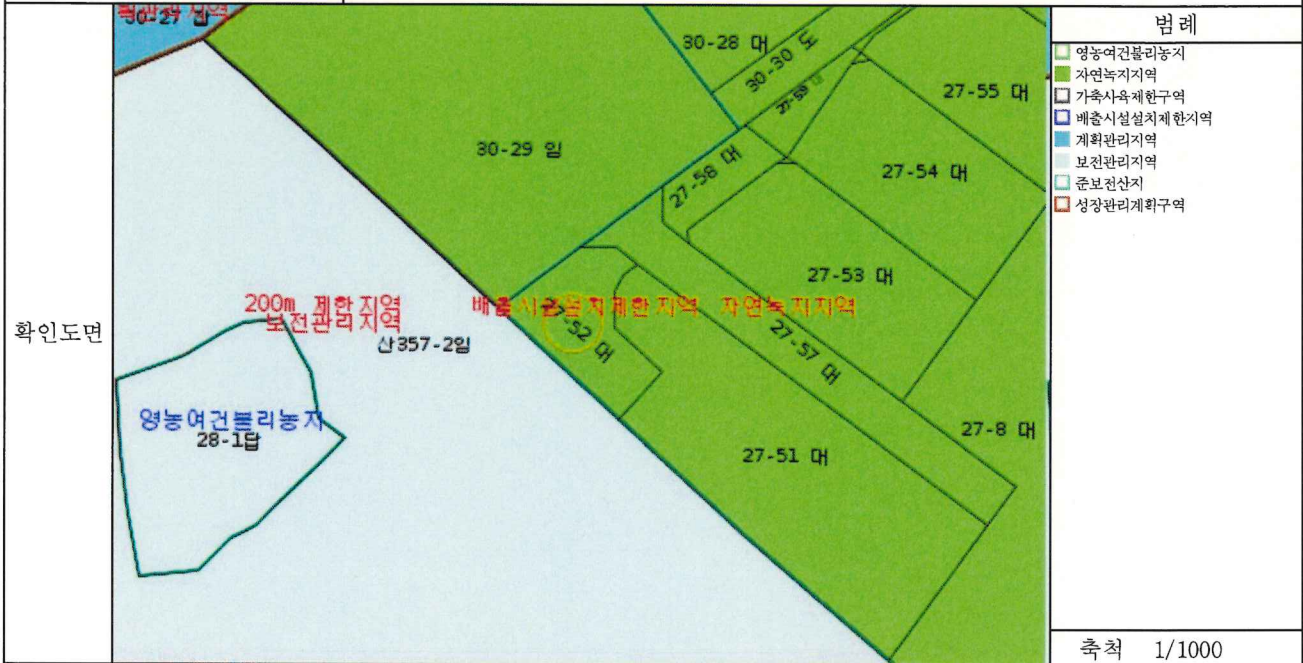 확인도면
30-27 전
30-28 대
30-30 도
27-59 대
27-55 대
30-29 임
27-54 대
27-58 대
27-53 대
200m 제한지역
보전관리지역
배출시설설치제한지역 자연녹지지역
산357-2임
-52 대
27-57 대
영농여건불리농지
28-1답
27-51 대
27-8 대
범례
영농여건불리농지
자연녹지지역
가축사육제한구역
배출시설설치제한지역
계획관리지역
보전관리지역
준보전산지
성장관리계획구역
축척 1/1000